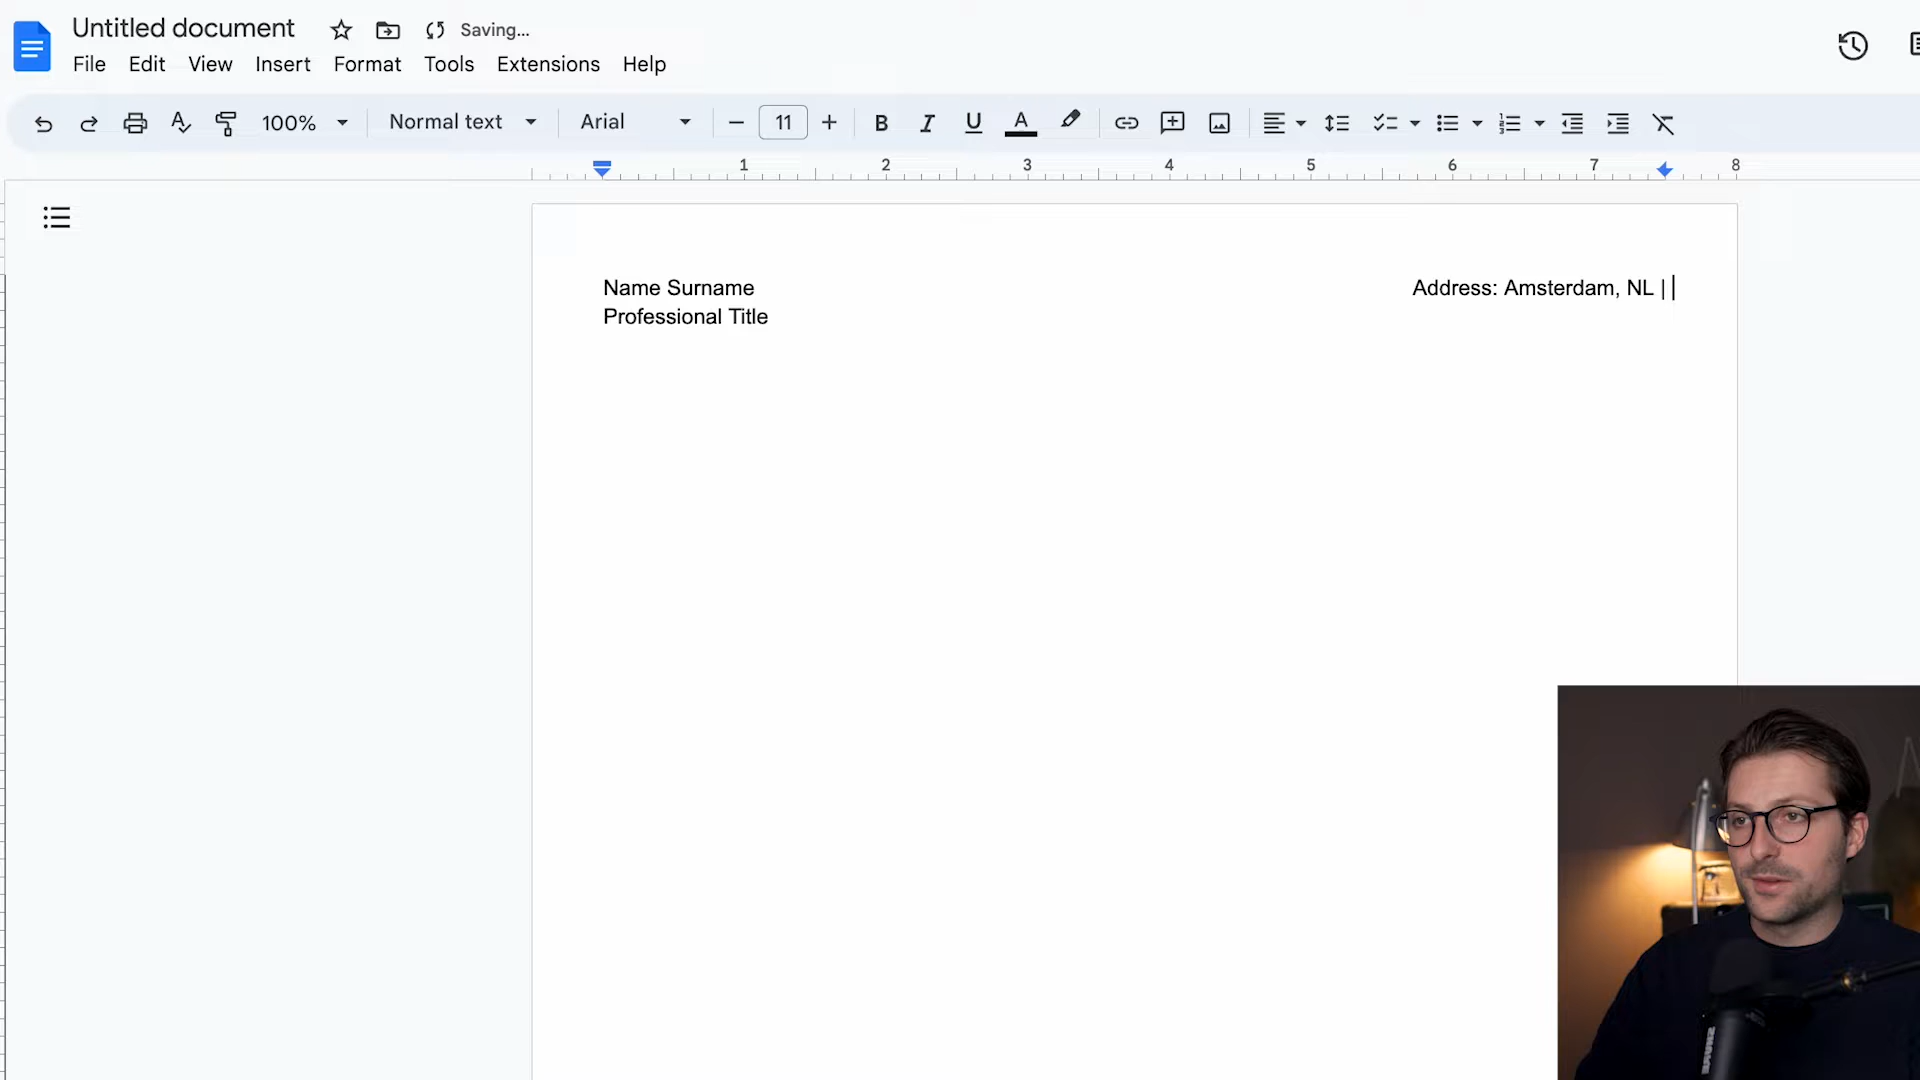 Untitled document Saving...
File Edit View Insert Format Tools Extensions Help
100% Normal text Arial 11 B I U A
1 2 3 4 5 6 7 8
Name Surname Address: Amsterdam, NL |
Professional Title